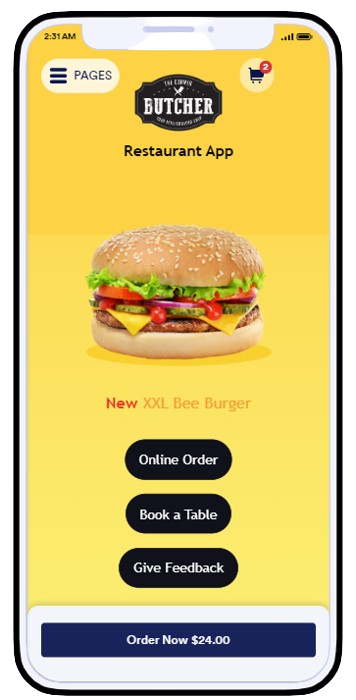 2:31 AM
PAGES
2
THE CORNER
BUTCHER
Restaurant App
New XXL Bee Burger
Online Order
Book a Table
Give Feedback
Order Now $24.00